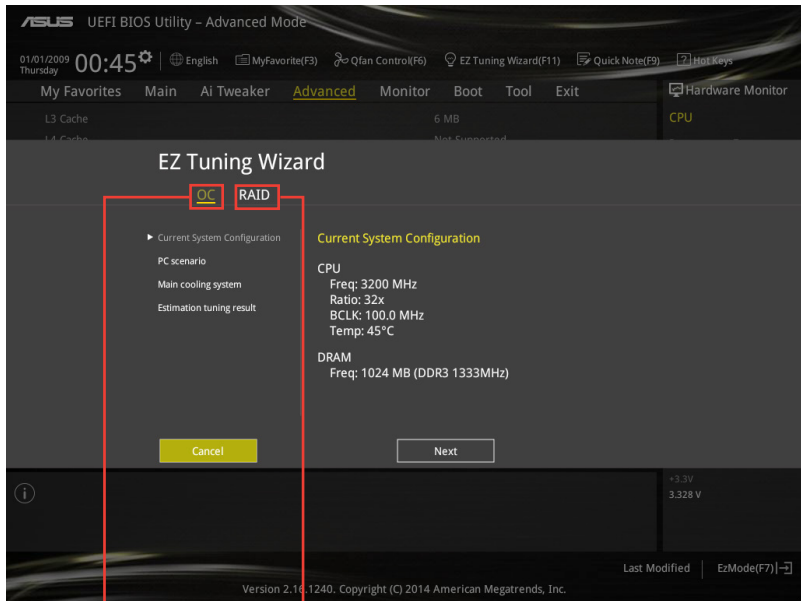 ASUS UEFI BIOS Utility – Advanced Mode
01/01/2009 Thursday 00:45 English MyFavorite(F3) Qfan Control(F6) EZ Tuning Wizard(F11) Quick Note(F9) ? Hot Keys
My Favorites Main Ai Tweaker Advanced Monitor Boot Tool Exit Hardware Monitor
L3 Cache 6 MB CPU
L4 Cache Not Supported
EZ Tuning Wizard
OC RAID
Current System Configuration
PC scenario
Main cooling system
Estimation tuning result
Current System Configuration
CPU
Freq: 3200 MHz
Ratio: 32x
BCLK: 100.0 MHz
Temp: 45°C
DRAM
Freq: 1024 MB (DDR3 1333MHz)
Cancel Next
+3.3V
3.328 V
Last Modified EzMode(F7)
Version 2.16.1240. Copyright (C) 2014 American Megatrends, Inc.